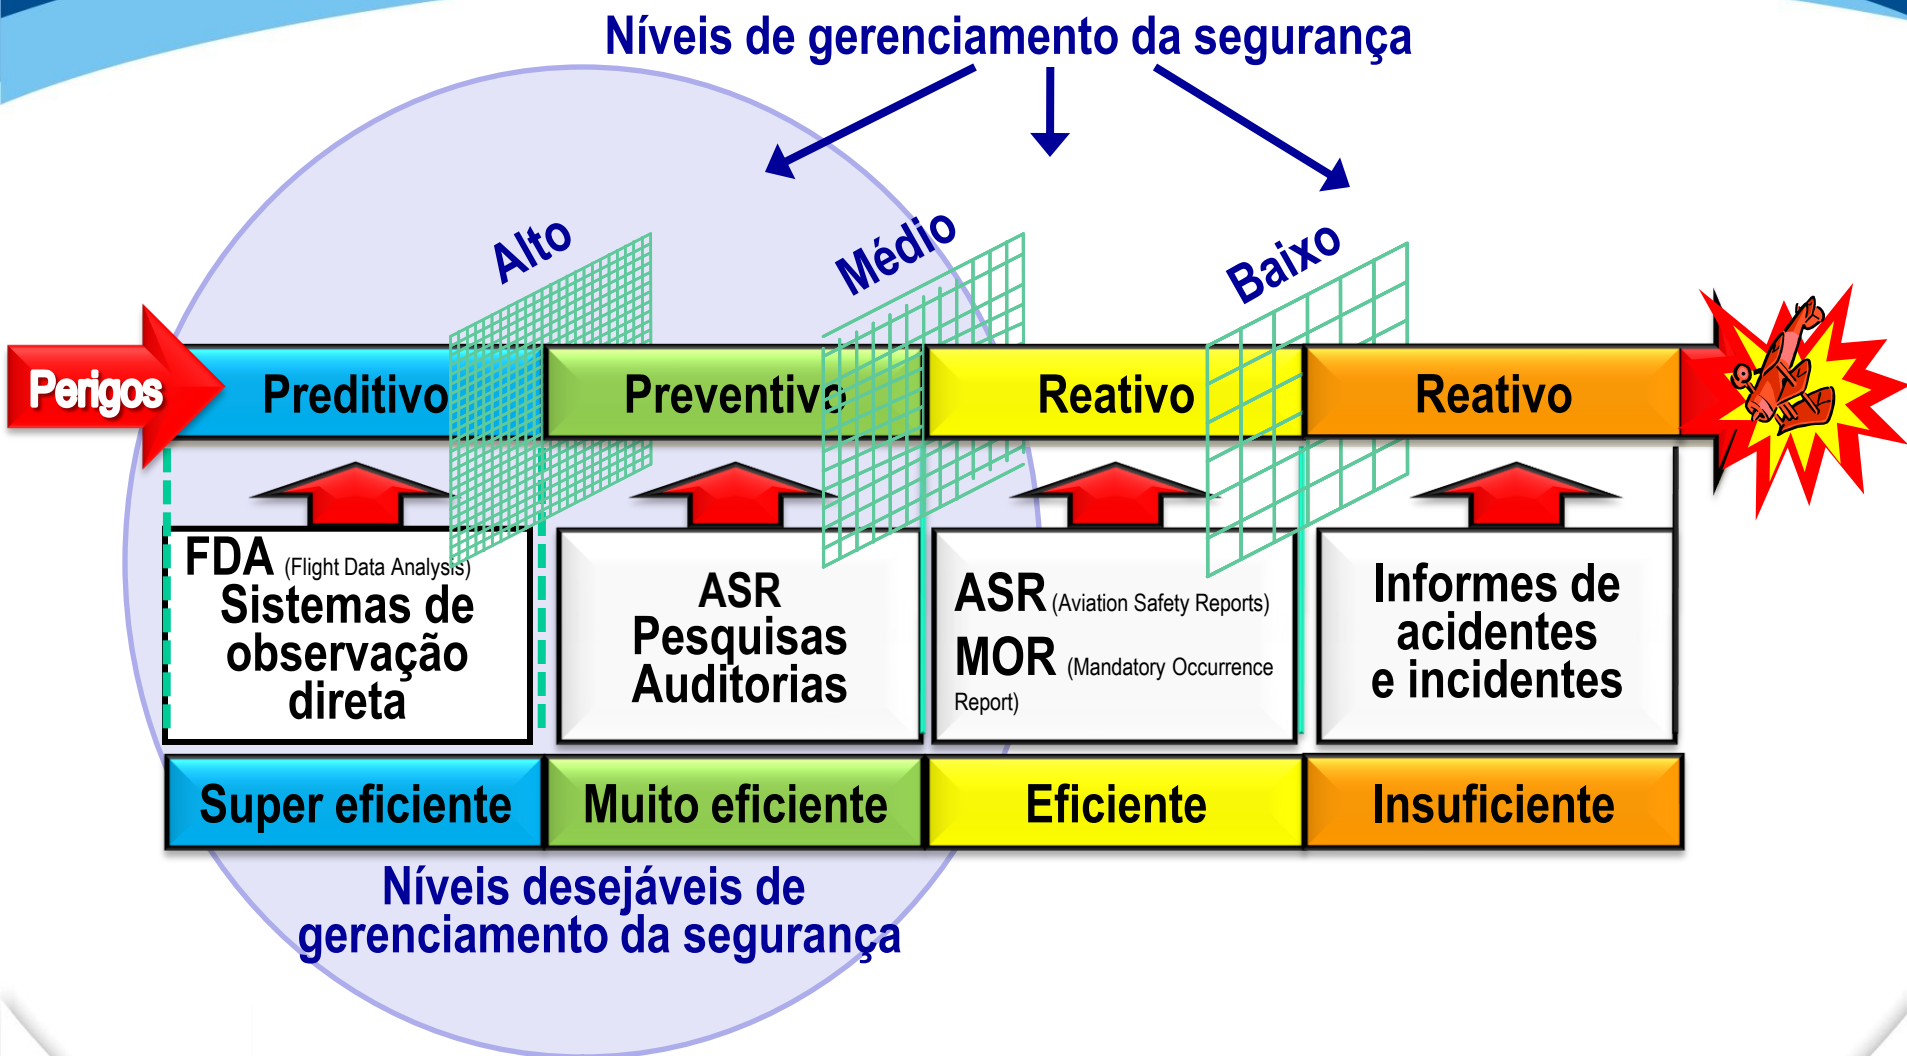 Níveis de gerenciamento da segurança
Alto
Médio
Baixo
Perigos
Preditivo
Preventivo
Reativo
Reativo
FDA (Flight Data Analysis)
Sistemas de
observação
direta
ASR
Pesquisas
Auditorias
ASR (Aviation Safety Reports)
MOR (Mandatory Occurrence
Report)
Informes de
acidentes
e incidentes
Super eficiente
Muito eficiente
Eficiente
Insuficiente
Níveis desejáveis de
gerenciamento da segurança